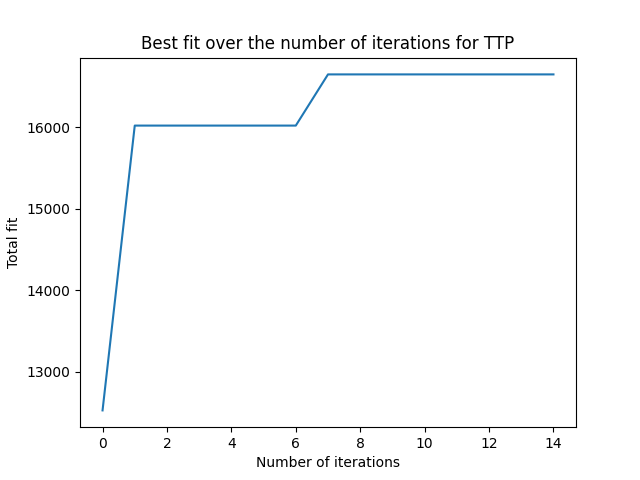 Best fit over the number of iterations for TTP
Total fit
16000
15000
14000
13000
0 2 4 6 8 10 12 14
Number of iterations